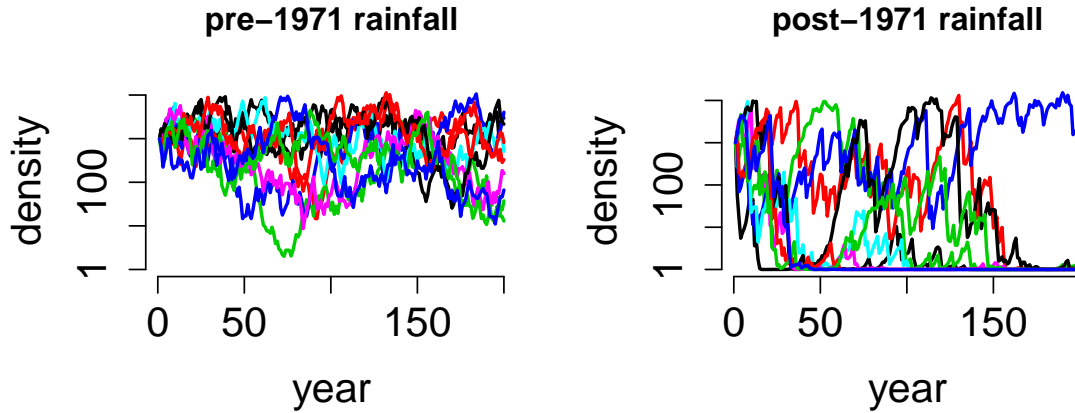 pre−1971 rainfall
density
100
1
0 50 150
year
post−1971 rainfall
density
100
1
0 50 150
year